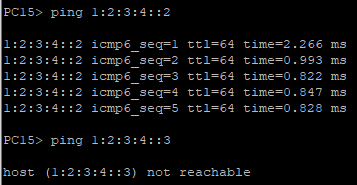 PC15> ping 1:2:3:4::2
1:2:3:4::2 icmp6_seq=1 ttl=64 time=2.266 ms
1:2:3:4::2 icmp6_seq=2 ttl=64 time=0.993 ms
1:2:3:4::2 icmp6_seq=3 ttl=64 time=0.822 ms
1:2:3:4::2 icmp6_seq=4 ttl=64 time=0.847 ms
1:2:3:4::2 icmp6_seq=5 ttl=64 time=0.828 ms
PC15> ping 1:2:3:4::3
host (1:2:3:4::3) not reachable